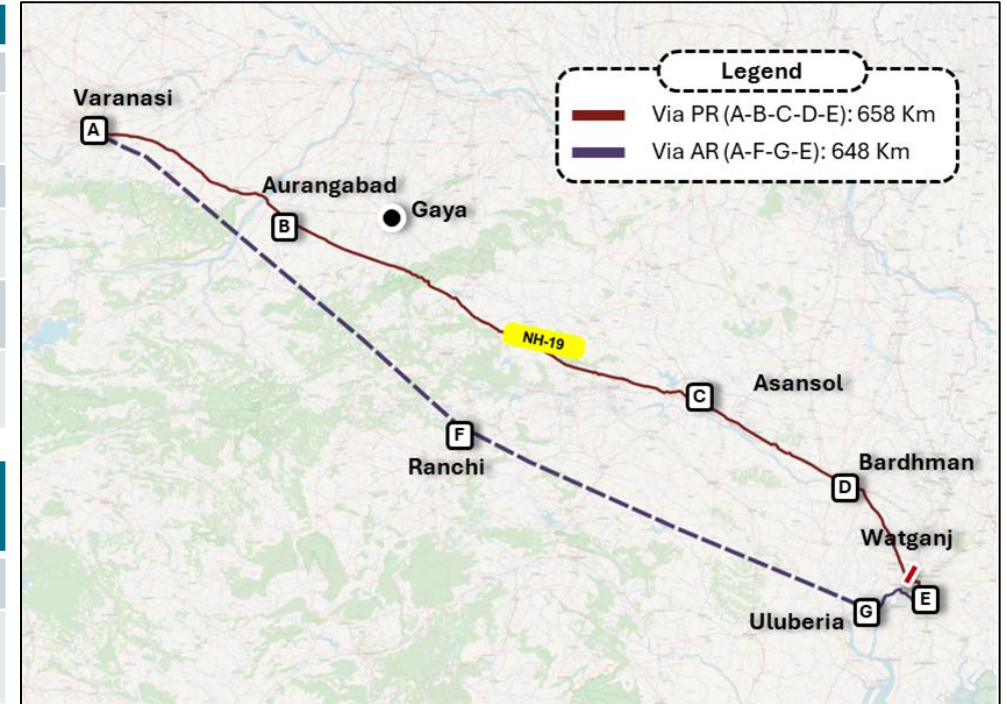 Legend
Via PR (A-B-C-D-E): 658 Km
Via AR (A-F-G-E): 648 Km
Varanasi
A
Aurangabad
B
Gaya
NH-19
C
Asansol
F
Ranchi
Bardhman
D
Watganj
E
G
Uluberia